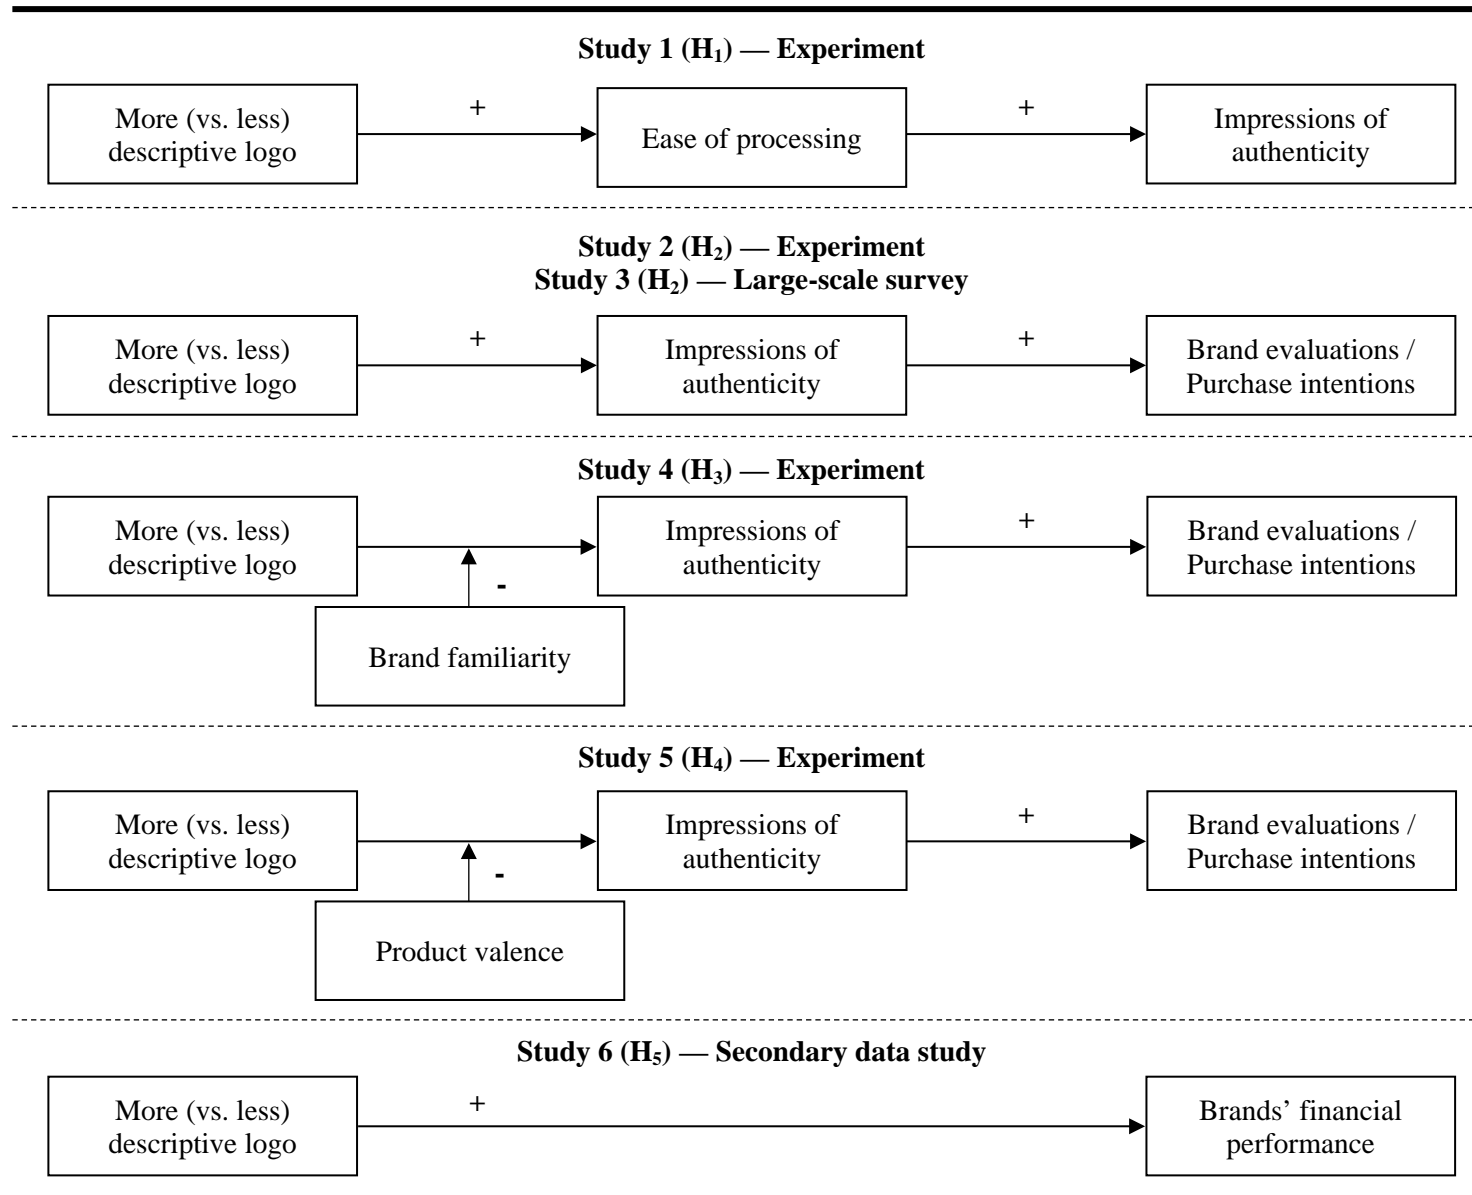 Study 1 (H₁) — Experiment
More (vs. less)
descriptive logo
+
Ease of processing
+
Impressions of
authenticity
Study 2 (H₂) — Experiment
Study 3 (H₂) — Large-scale survey
More (vs. less)
descriptive logo
+
Impressions of
authenticity
+
Brand evaluations /
Purchase intentions
Study 4 (H₃) — Experiment
More (vs. less)
descriptive logo
Impressions of
authenticity
+
Brand evaluations /
Purchase intentions
-
Brand familiarity
Study 5 (H₄) — Experiment
More (vs. less)
descriptive logo
Impressions of
authenticity
+
Brand evaluations /
Purchase intentions
-
Product valence
Study 6 (H₅) — Secondary data study
More (vs. less)
descriptive logo
+
Brands’ financial
performance